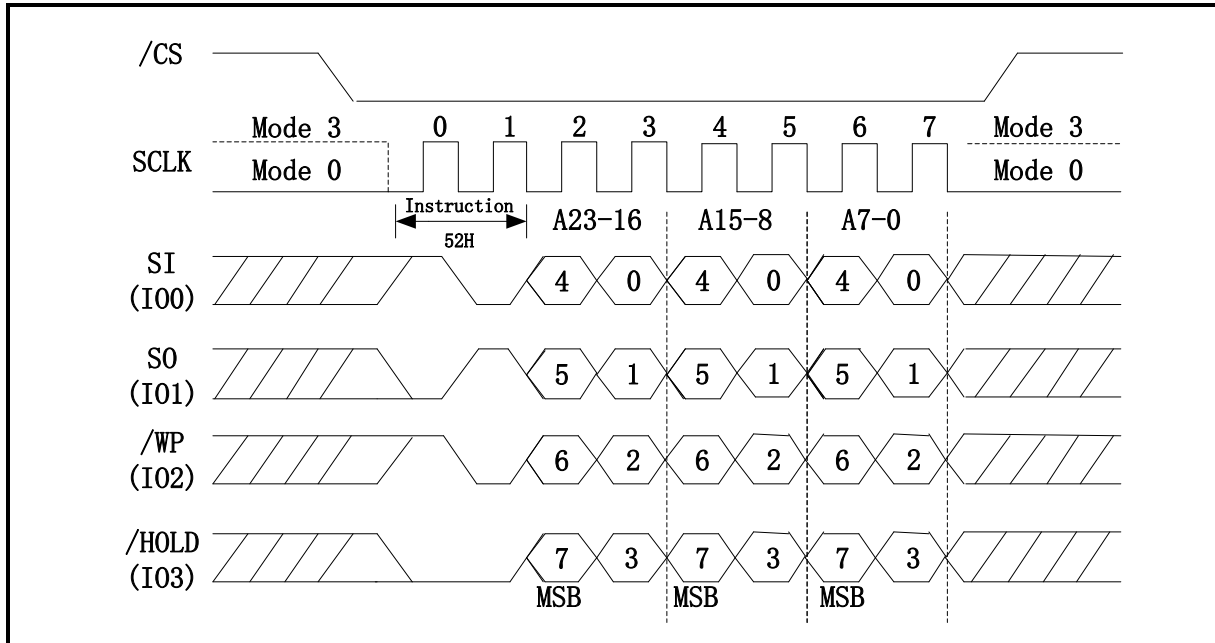 /CS
Mode 3 0 1 2 3 4 5 6 7 Mode 3
SCLK
Mode 0 Mode 0
Instruction A23-16 A15-8 A7-0
52H
SI 4 0 4 0 4 0
(IO0)
SO 5 1 5 1 5 1
(IO1)
/WP 6 2 6 2 6 2
(IO2)
/HOLD 7 3 7 3 7 3
(IO3)
MSB MSB MSB